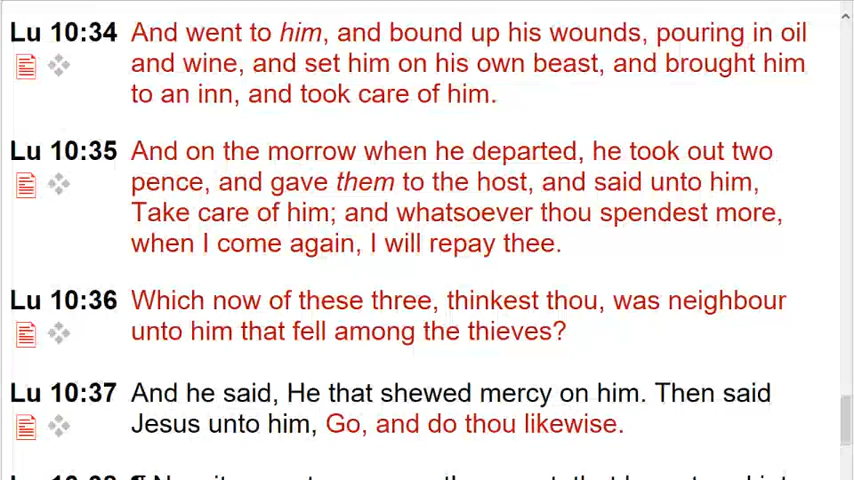 Lu 10:34 And went to him, and bound up his wounds, pouring in oil
and wine, and set him on his own beast, and brought him
to an inn, and took care of him.
Lu 10:35 And on the morrow when he departed, he took out two
pence, and gave them to the host, and said unto him,
Take care of him; and whatsoever thou spendest more,
when I come again, I will repay thee.
Lu 10:36 Which now of these three, thinkest thou, was neighbour
unto him that fell among the thieves?
Lu 10:37 And he said, He that shewed mercy on him. Then said
Jesus unto him, Go, and do thou likewise.